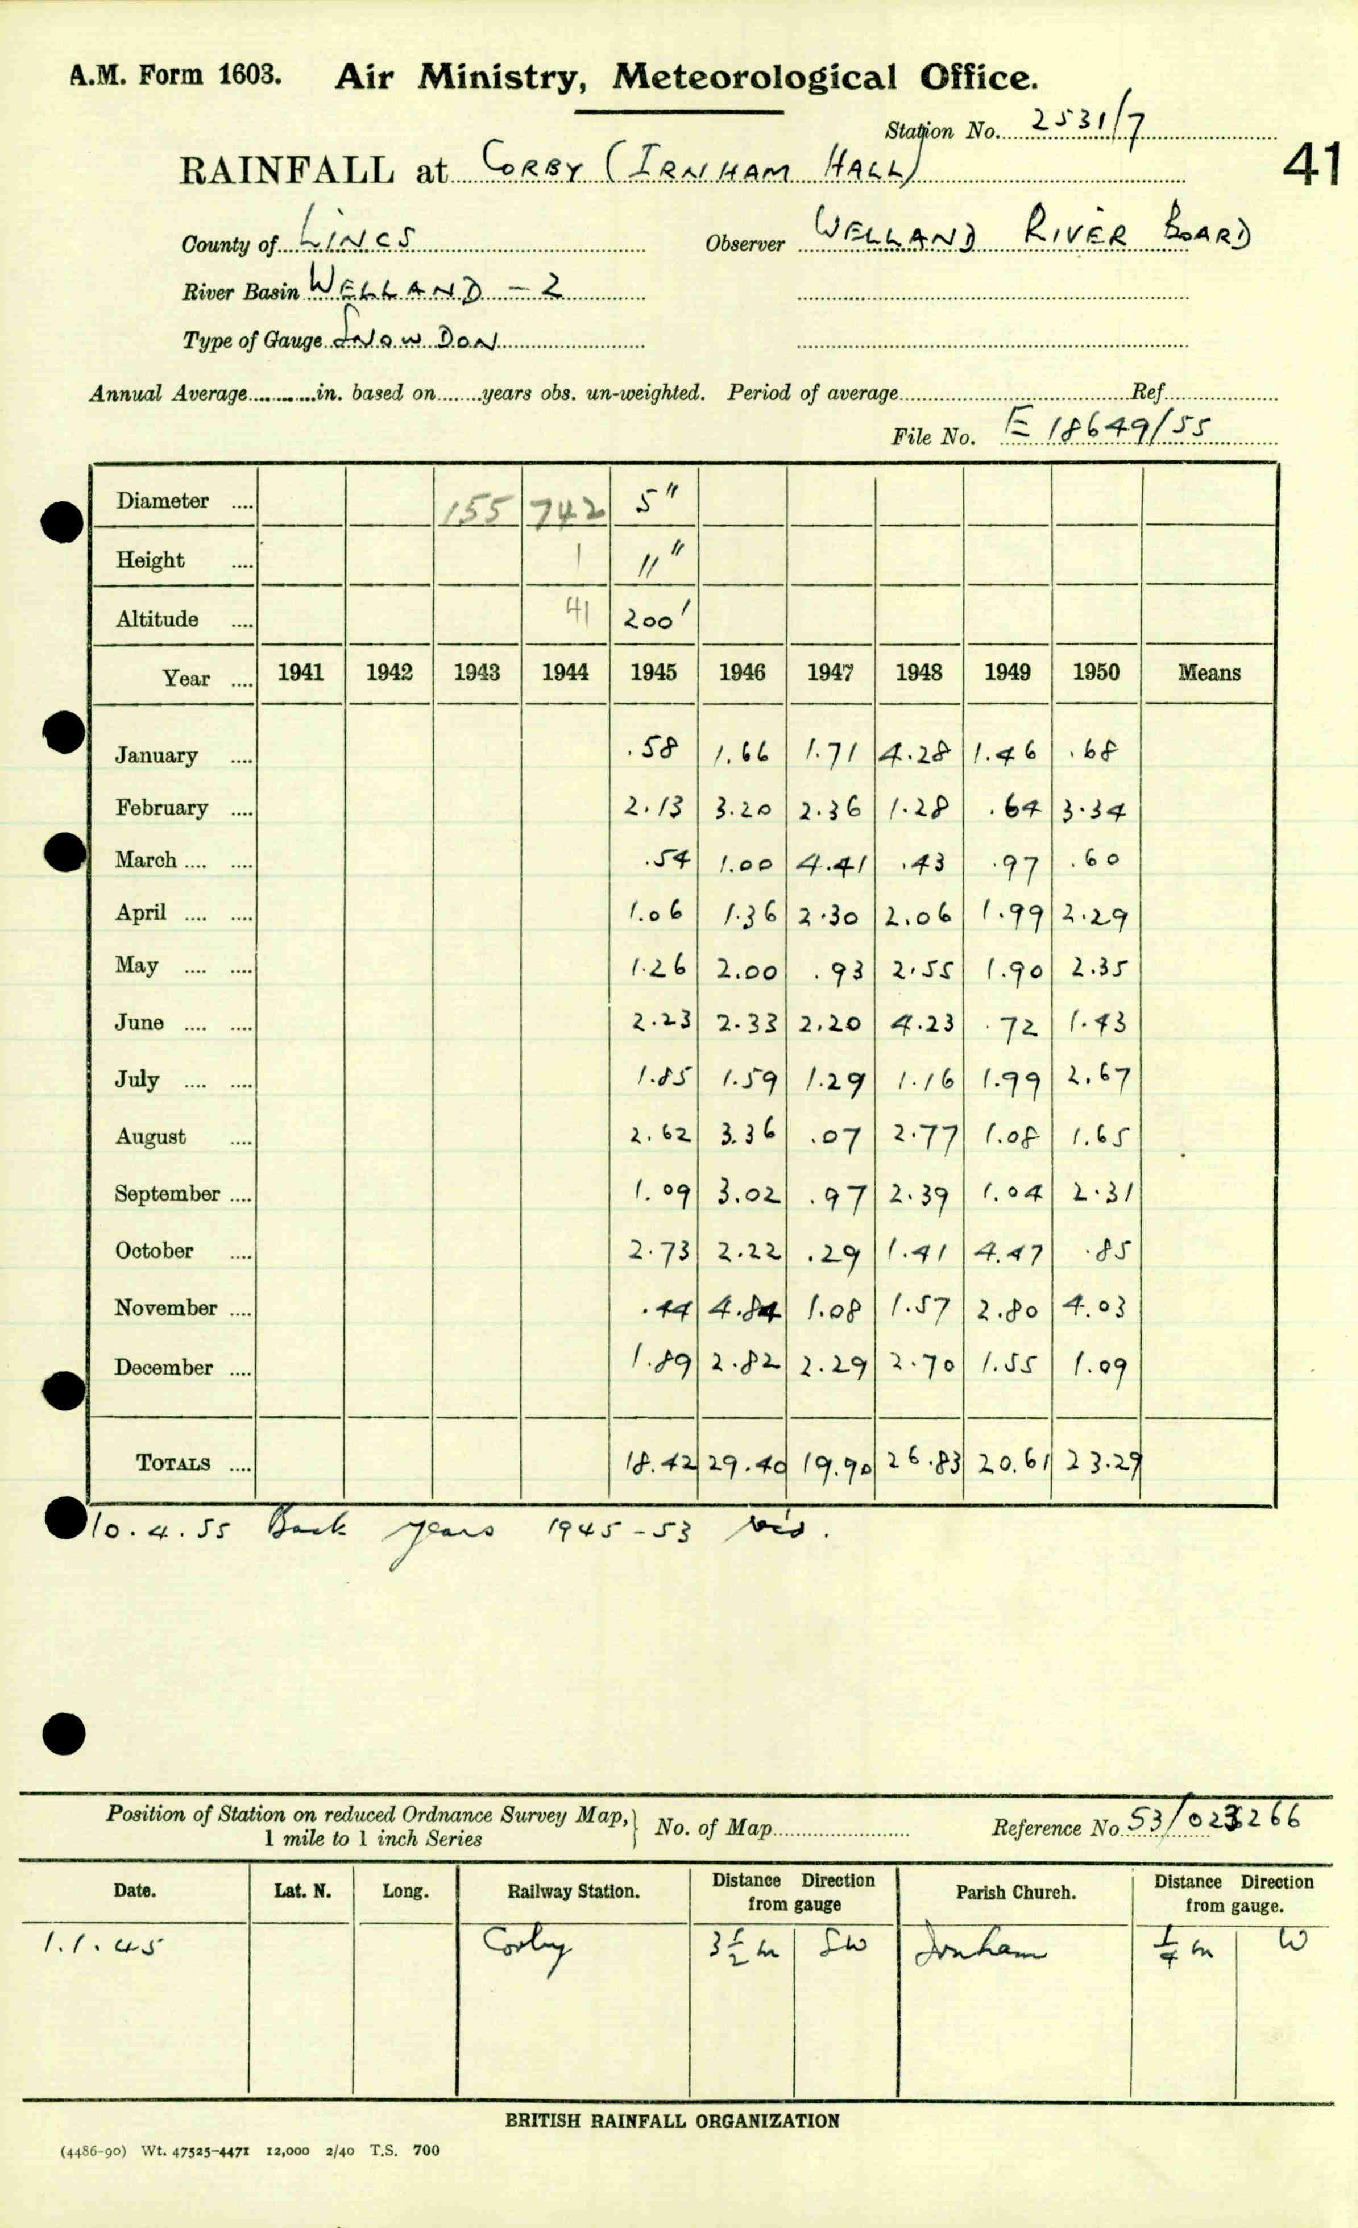 A.M. Form 1603. Air Ministry, Meteorological Office.
Station No. 2531/7
41
RAINFALL at CORBY (IRNHAM HALL)
County of LINCS Observer WELLAND RIVER BOARD
River Basin WELLAND - 2
Type of Gauge SNOWDON
Annual Average in. based on years obs. un-weighted. Period of average Ref.
File No. E 18649/55
Diameter .... 155 742 5"
Height .... 1 11"
Altitude .... 41 200'
Year .... 1941 1942 1943 1944 1945 1946 1947 1948 1949 1950 Means
January .... .58 1.66 1.71 4.28 1.46 .68
February .... 2.13 3.20 2.36 1.28 .64 3.34
March .... .... .54 1.00 4.41 .43 .97 .60
April .... .... 1.06 1.36 2.30 2.06 1.99 2.29
May .... .... 1.26 2.00 .93 2.55 1.90 2.35
June .... .... 2.23 2.33 2.20 4.23 .72 1.43
July .... .... 1.85 1.59 1.29 1.16 1.99 2.67
August .... 2.62 3.36 .07 2.77 1.08 1.65
September .... 1.09 3.02 .97 2.39 1.04 2.31
October .... 2.73 2.22 .29 1.41 4.47 .85
November .... .44 4.84 1.08 1.57 2.80 4.03
December .... 1.89 2.82 2.29 2.70 1.55 1.09
TOTALS .... 18.42 29.40 19.90 26.83 20.61 23.29
10.4.55 Back years 1945-53 rec'd.
Position of Station on reduced Ordnance Survey Map, 1 mile to 1 inch Series } No. of Map Reference No. 53/023266
Date. Lat. N. Long. Railway Station. Distance Direction from gauge Parish Church. Distance Direction from gauge.
1.1.45 Corby 3½ m SW Irnham ¼ m W
BRITISH RAINFALL ORGANIZATION
(4486-90) Wt. 47525-4471 12,000 2/40 T.S. 700